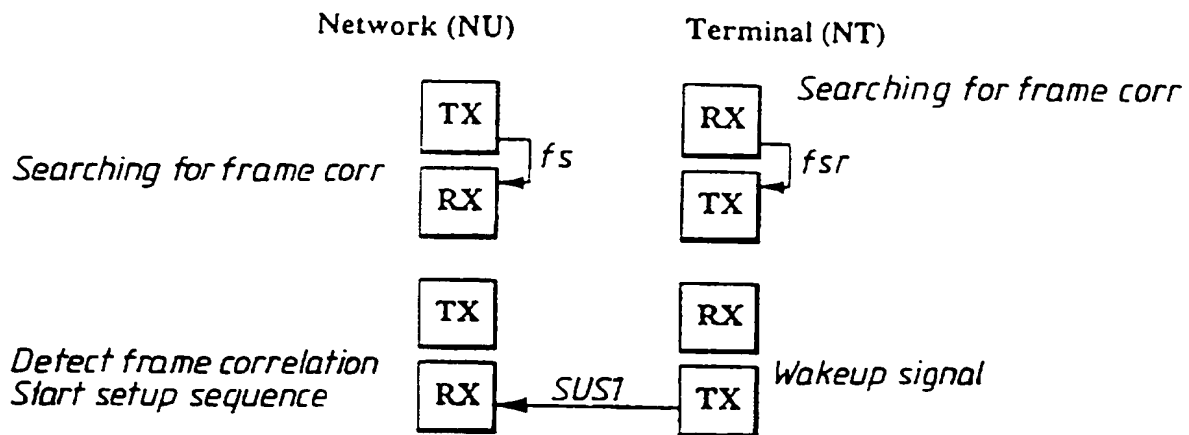 Network (NU)
Terminal (NT)
Searching for frame corr
TX
RX
fs
fsr
Searching for frame corr
RX
TX
TX
RX
Detect frame correlation
Start setup sequence
RX
SUS1
TX
Wakeup signal